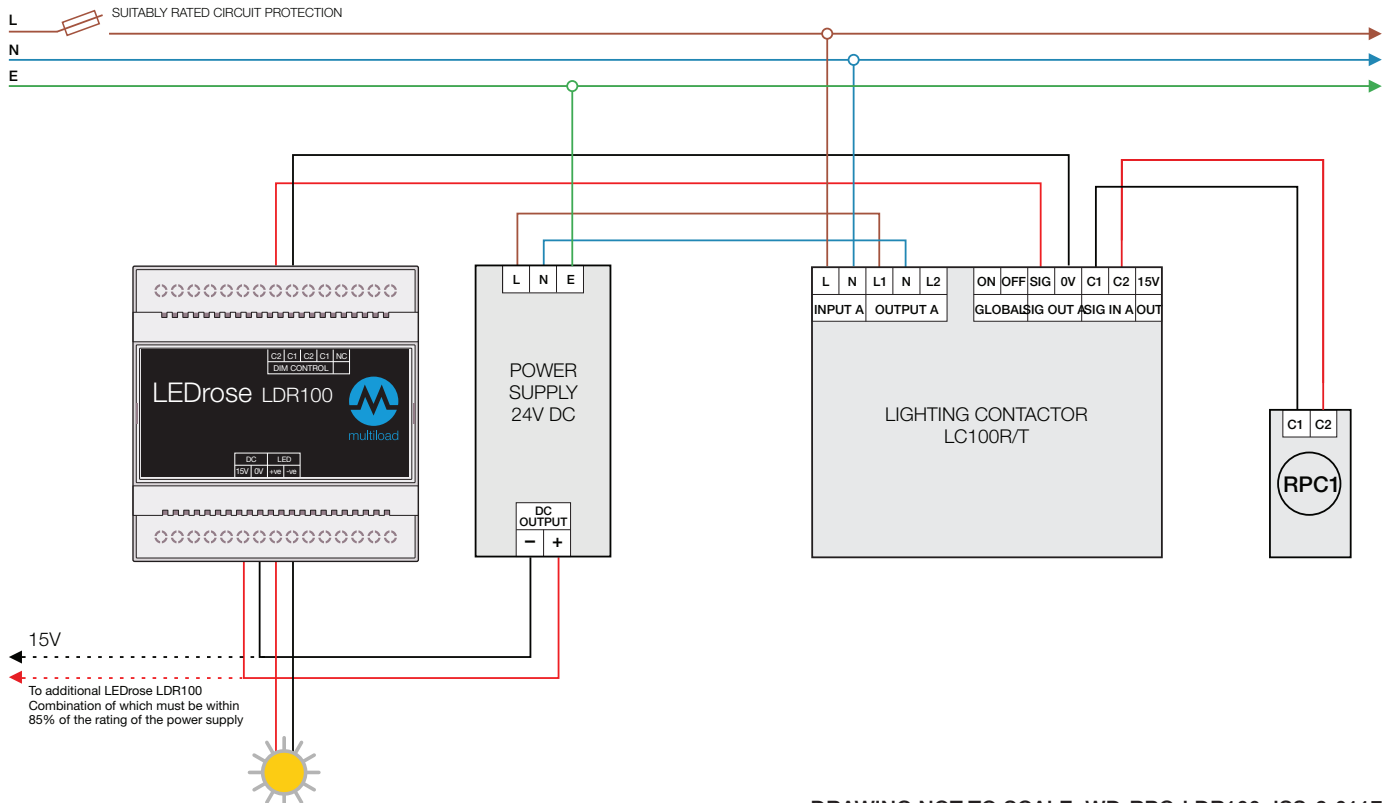 SUITABLY RATED CIRCUIT PROTECTION
L
N
E
C2 C1 C2 C1 NC
DIM CONTROL
LEDrose LDR100
multiload
DC LED
15V 0V +ve -ve
L N E
POWER
SUPPLY
24V DC
DC
OUTPUT
− +
L N L1 N L2 ON OFF SIG 0V C1 C2 15V
INPUT A OUTPUT A GLOBAL SIG OUT A SIG IN A OUT
LIGHTING CONTACTOR
LC100R/T
C1 C2
RPC1
15V
To additional LEDrose LDR100
Combination of which must be within
85% of the rating of the power supply